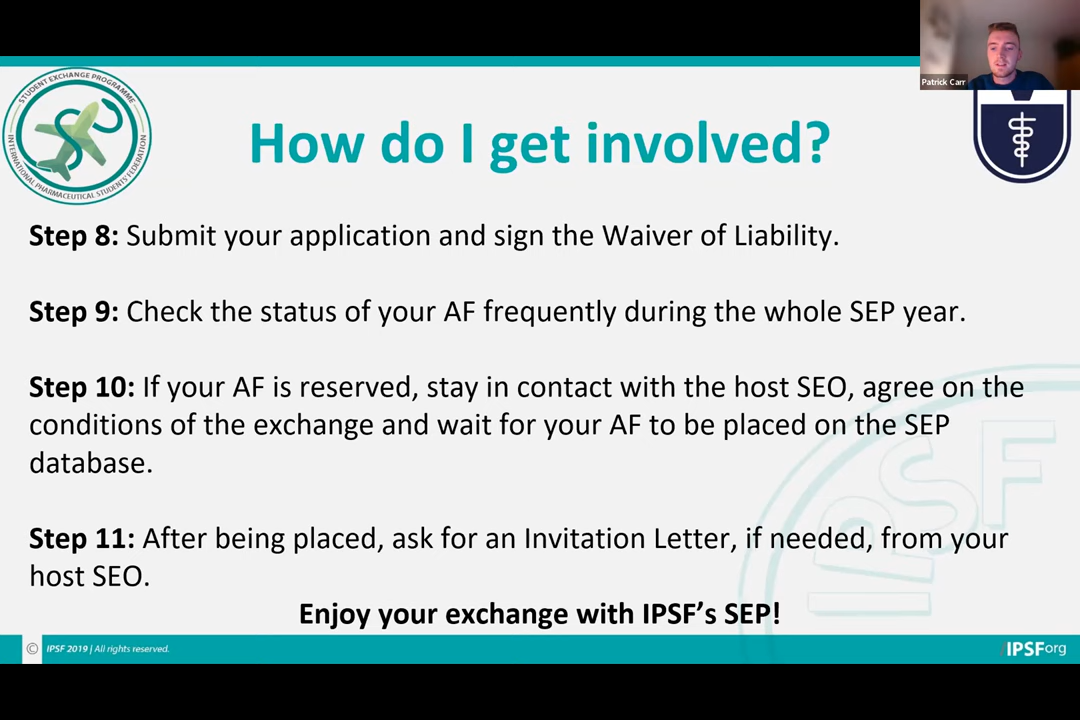 Patrick Carr
STUDENT EXCHANGE PROGRAMME
INTERNATIONAL PHARMACEUTICAL STUDENTS' FEDERATION
How do I get involved?
Step 8: Submit your application and sign the Waiver of Liability.
Step 9: Check the status of your AF frequently during the whole SEP year.
Step 10: If your AF is reserved, stay in contact with the host SEO, agree on the
conditions of the exchange and wait for your AF to be placed on the SEP
database.
Step 11: After being placed, ask for an Invitation Letter, if needed, from your
host SEO.
Enjoy your exchange with IPSF’s SEP!
IPSF
© IPSF 2019 | All rights reserved.
/IPSForg